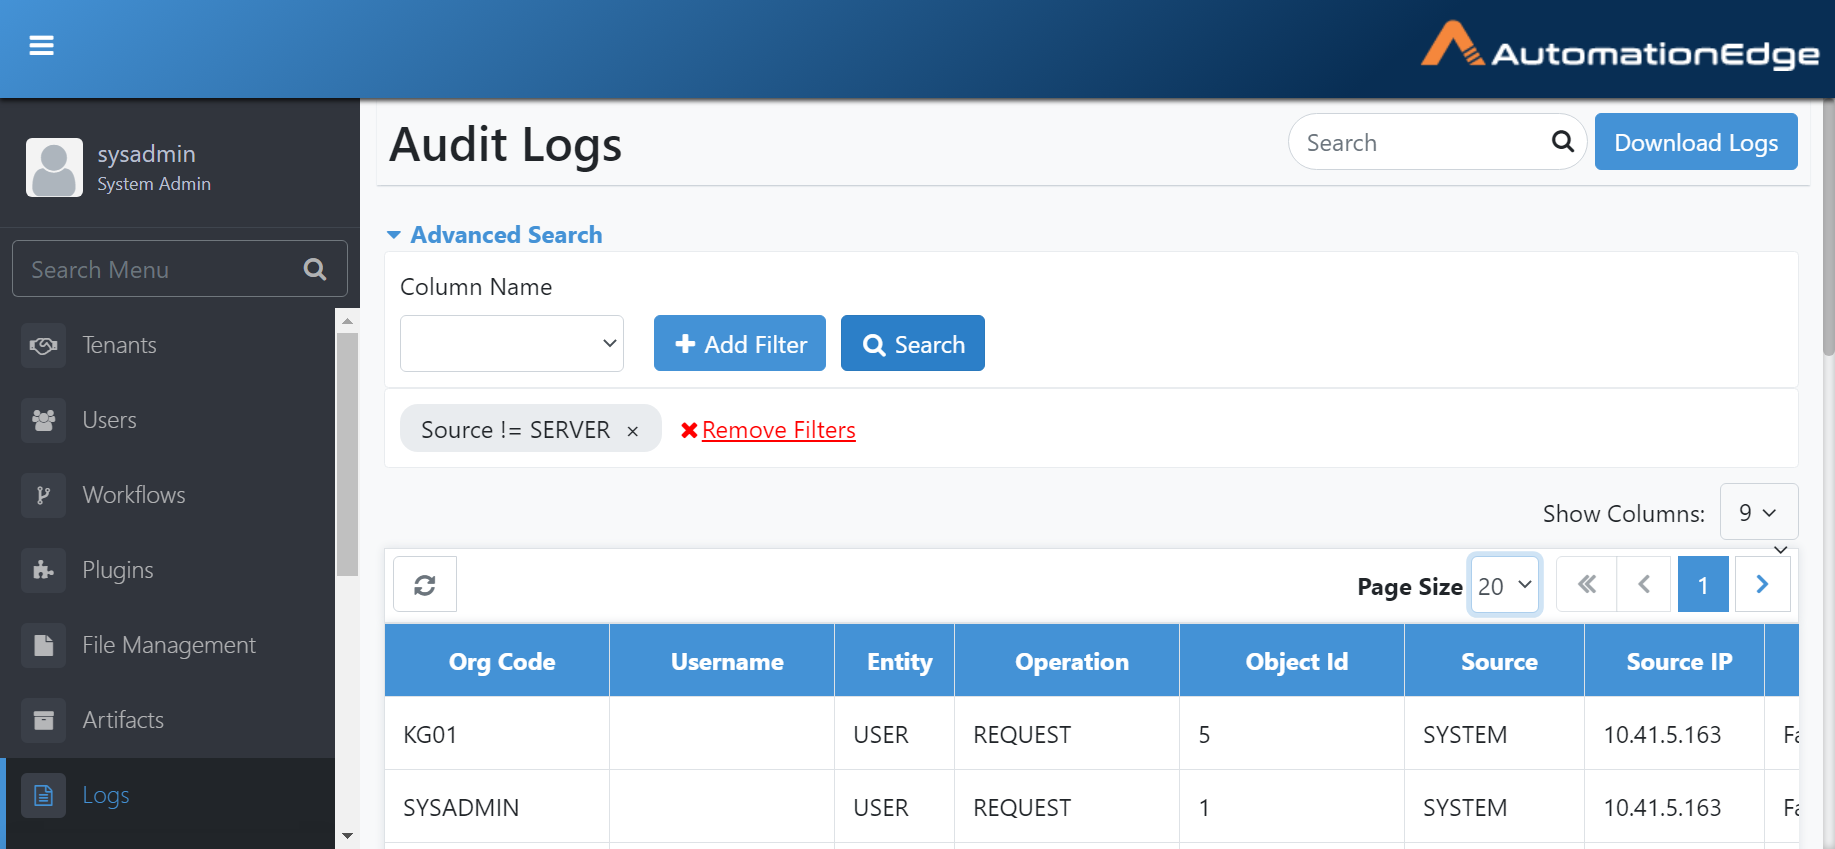 AutomationEdge
sysadmin
System Admin
Search Menu
Tenants
Users
Workflows
Plugins
File Management
Artifacts
Logs
Audit Logs
Search
Download Logs
Advanced Search
Column Name
Add Filter
Search
Source != SERVER ×
Remove Filters
Show Columns: 9
Page Size 20 1
Org Code Username Entity Operation Object Id Source Source IP
KG01 USER REQUEST 5 SYSTEM 10.41.5.163
SYSADMIN USER REQUEST 1 SYSTEM 10.41.5.163